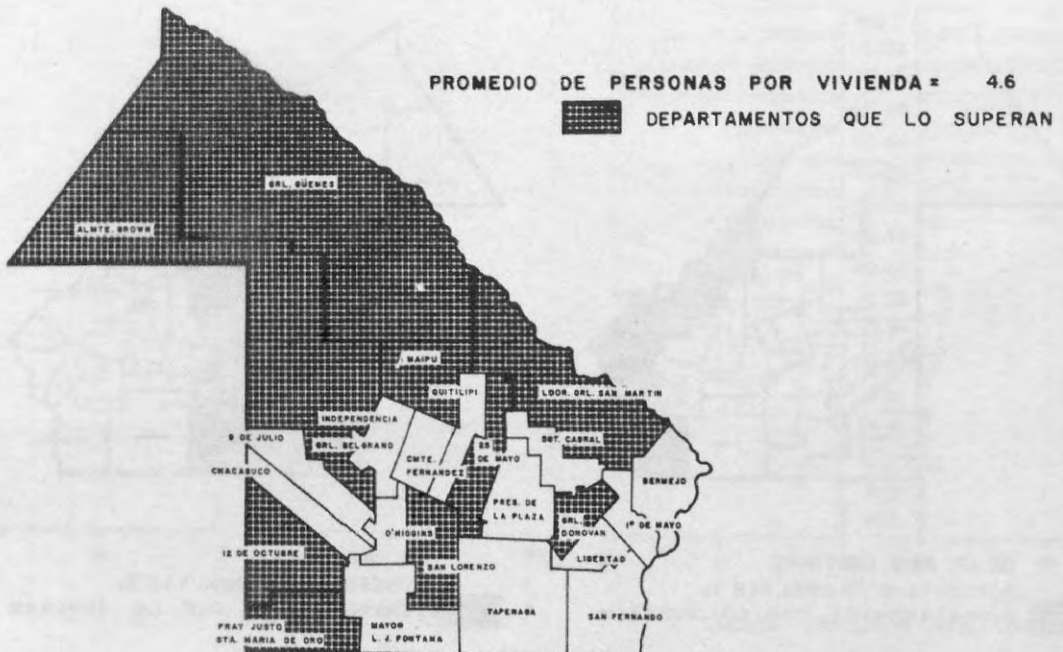 PROMEDIO DE PERSONAS POR VIVIENDA = 4.6
DEPARTAMENTOS QUE LO SUPERAN
GRL. GÜEMES
ALMTE. BROWN
MAIPU
QUITILIPI
LDOR. GRL. SAN MARTIN
INDEPENDENCIA
9 DE JULIO
GRL. BELGRANO
25 DE MAYO
SGT. CABRAL
CHACABUCO
CMTE. FERNANDEZ
BERMEJO
PRES. DE LA PLAZA
GRL. DONOVAN
1º DE MAYO
O'HIGGINS
12 DE OCTUBRE
LIBERTAD
SAN LORENZO
TAPENAGA
SAN FERNANDO
FRAY JUSTO
STA. MARIA DE ORO
MAYOR
L. J. FONTANA